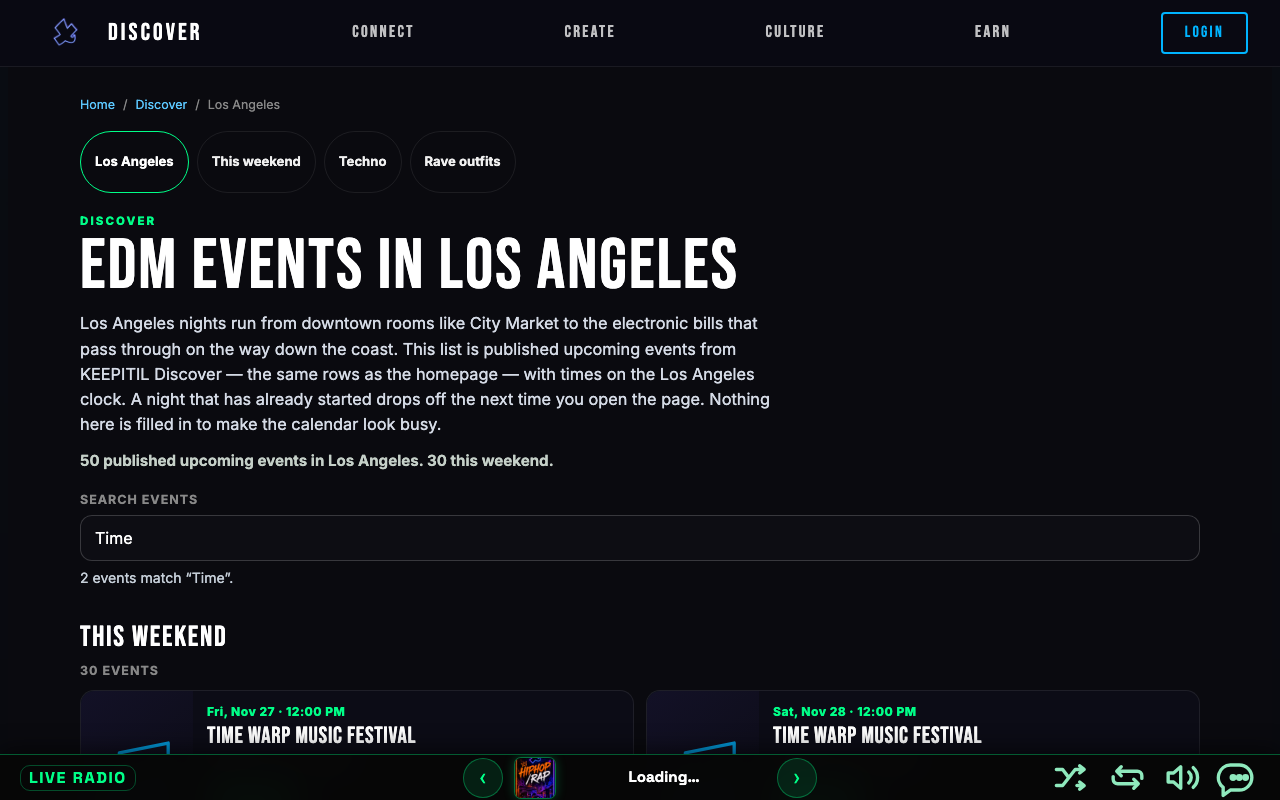 DISCOVER
CONNECT
CREATE
CULTURE
EARN
LOGIN
Home / Discover / Los Angeles
Los Angeles
This weekend
Techno
Rave outfits
DISCOVER
EDM EVENTS IN LOS ANGELES
Los Angeles nights run from downtown rooms like City Market to the electronic bills that
pass through on the way down the coast. This list is published upcoming events from
KEEPITIL Discover — the same rows as the homepage — with times on the Los Angeles
clock. A night that has already started drops off the next time you open the page. Nothing
here is filled in to make the calendar look busy.
50 published upcoming events in Los Angeles. 30 this weekend.
SEARCH EVENTS
Time
2 events match “Time”.
THIS WEEKEND
30 EVENTS
Fri, Nov 27 · 12:00 PM
TIME WARP MUSIC FESTIVAL
Sat, Nov 28 · 12:00 PM
TIME WARP MUSIC FESTIVAL
LIVE RADIO
‹
HIPHOP
/RAP
Loading...
›